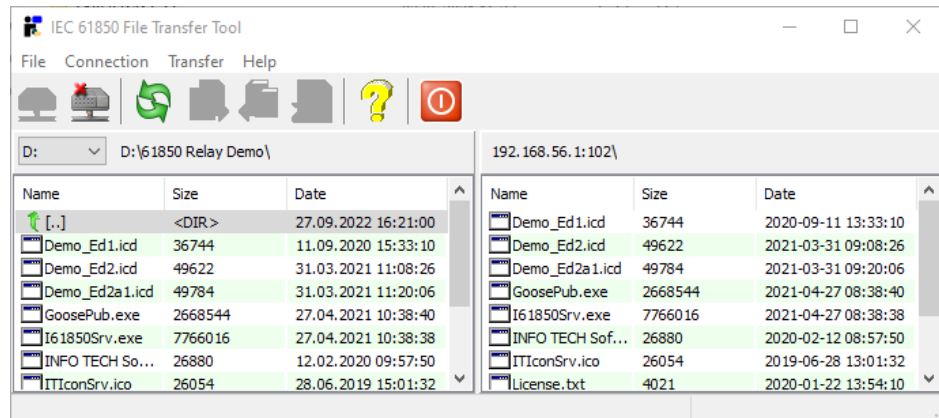 IEC 61850 File Transfer Tool
File Connection Transfer Help
D: D:\61850 Relay Demo\ 192.168.56.1:102\
Name Size Date Name Size Date
[..] <DIR> 27.09.2022 16:21:00 Demo_Ed1.icd 36744 2020-09-11 13:33:10
Demo_Ed1.icd 36744 11.09.2020 15:33:10 Demo_Ed2.icd 49622 2021-03-31 09:08:26
Demo_Ed2.icd 49622 31.03.2021 11:08:26 Demo_Ed2a1.icd 49784 2021-03-31 09:20:06
Demo_Ed2a1.icd 49784 31.03.2021 11:20:06 GoosePub.exe 2668544 2021-04-27 08:38:40
GoosePub.exe 2668544 27.04.2021 10:38:40 I61850Srv.exe 7766016 2021-04-27 08:38:38
I61850Srv.exe 7766016 27.04.2021 10:38:38 INFO TECH Sof... 26880 2020-02-12 08:57:50
INFO TECH So... 26880 12.02.2020 09:57:50 ITIconSrv.ico 26054 2019-06-28 13:01:32
ITIconSrv.ico 26054 28.06.2019 15:01:32 License.txt 4021 2020-01-22 13:54:10